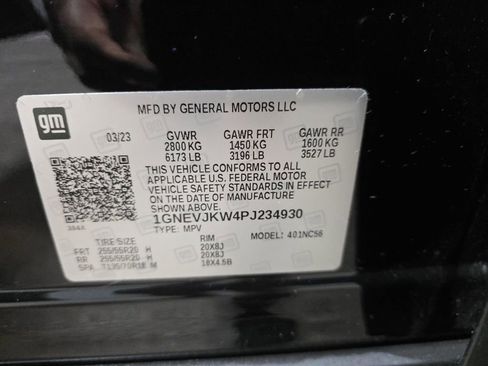 gm
MFD BY GENERAL MOTORS LLC
03/23 GVWR GAWR FRT GAWR RR
2800 KG 1450 KG 1600 KG
6173 LB 3196 LB 3527 LB
THIS VEHICLE CONFORMS TO ALL
APPLICABLE U.S. FEDERAL MOTOR
VEHICLE SAFETY AND THEFT PREVENTION
STANDARDS IN EFFECT ON
THE DATE OF MANUFACTURE
SHOWN ABOVE.
1GNEVJKW4PJ234930
TYPE: MPV MODEL:
TIRE SIZE RIM
FRT 255/55R20 H 20X8J
RR 255/55R20 H 20X8J
SPA T135/70R18 M 18X4.5B